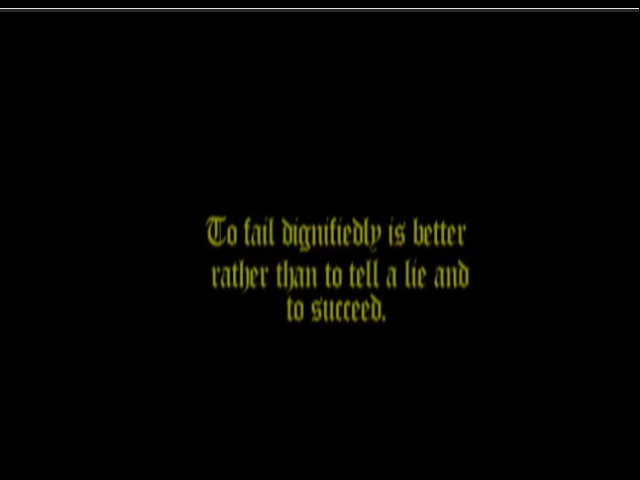 To fail dignifiedly is better
rather than to tell a lie and
to succeed.